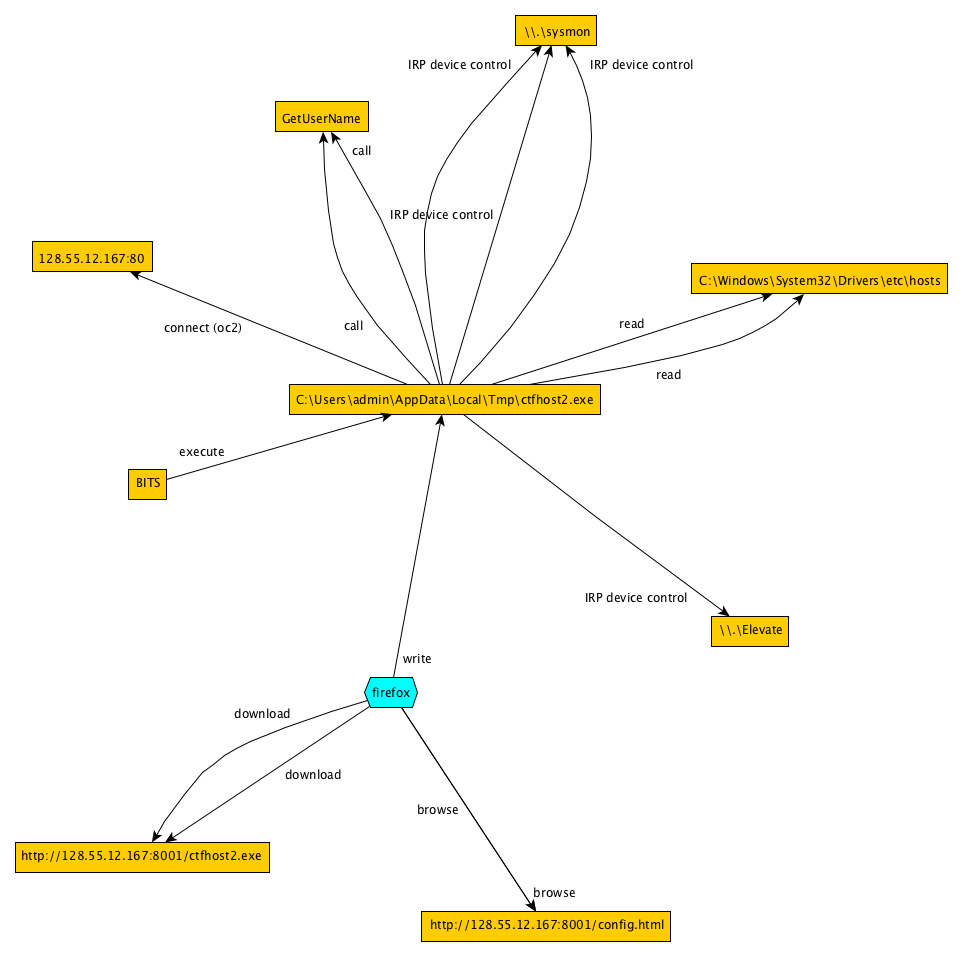 \\.\sysmon
IRP device control
IRP device control
GetUserName
call
IRP device control
128.55.12.167:80
C:\Windows\System32\Drivers\etc\hosts
connect (oc2)
call
read
read
C:\Users\admin\AppData\Local\Tmp\ctfhost2.exe
execute
BITS
IRP device control
\\.\Elevate
write
firefox
download
download
browse
http://128.55.12.167:8001/ctfhost2.exe
browse
http://128.55.12.167:8001/config.html